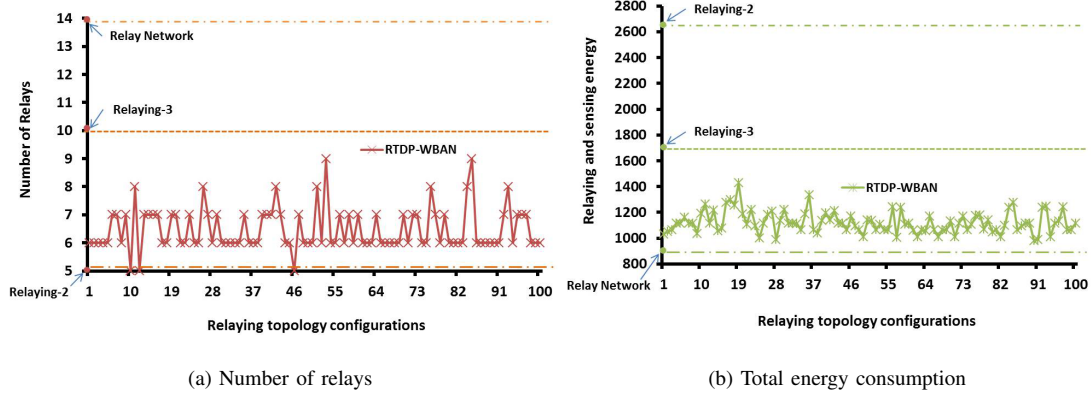 14
13
12
11
10
9
8
7
6
5
Number of Relays
Relay Network
Relaying-3
RTDP-WBAN
Relaying-2
1 10 19 28 37 46 55 64 73 82 91 100
Relaying topology configurations
(a) Number of relays
2800
2600
2400
2200
2000
1800
1600
1400
1200
1000
800
Relaying and sensing energy
Relaying-2
Relaying-3
RTDP-WBAN
Relay Network
1 10 19 28 37 46 55 64 73 82 91 100
Relaying topology configurations
(b) Total energy consumption